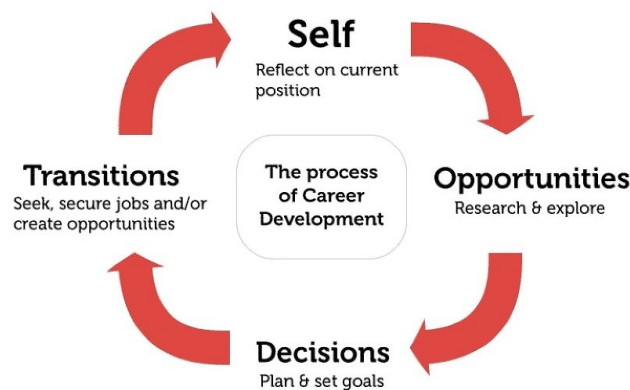 Self
Reflect on current
position
Opportunities
Research & explore
Decisions
Plan & set goals
Transitions
Seek, secure jobs and/or
create opportunities
The process
of Career
Development